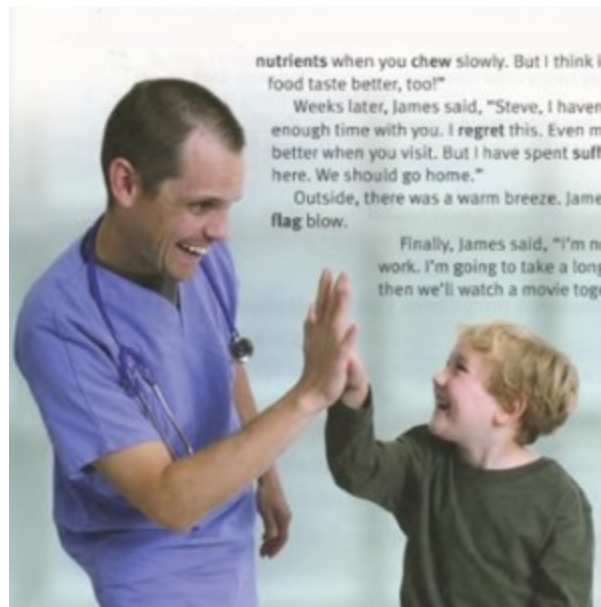 nutrients when you chew slowly. But I think i
food taste better, too!"
Weeks later, James said, "Steve, I haven
enough time with you. I regret this. Even m
better when you visit. But I have spent suff
here. We should go home."
Outside, there was a warm breeze. Jame
flag blow.
Finally, James said, "I'm no
work. I'm going to take a long
then we'll watch a movie toge